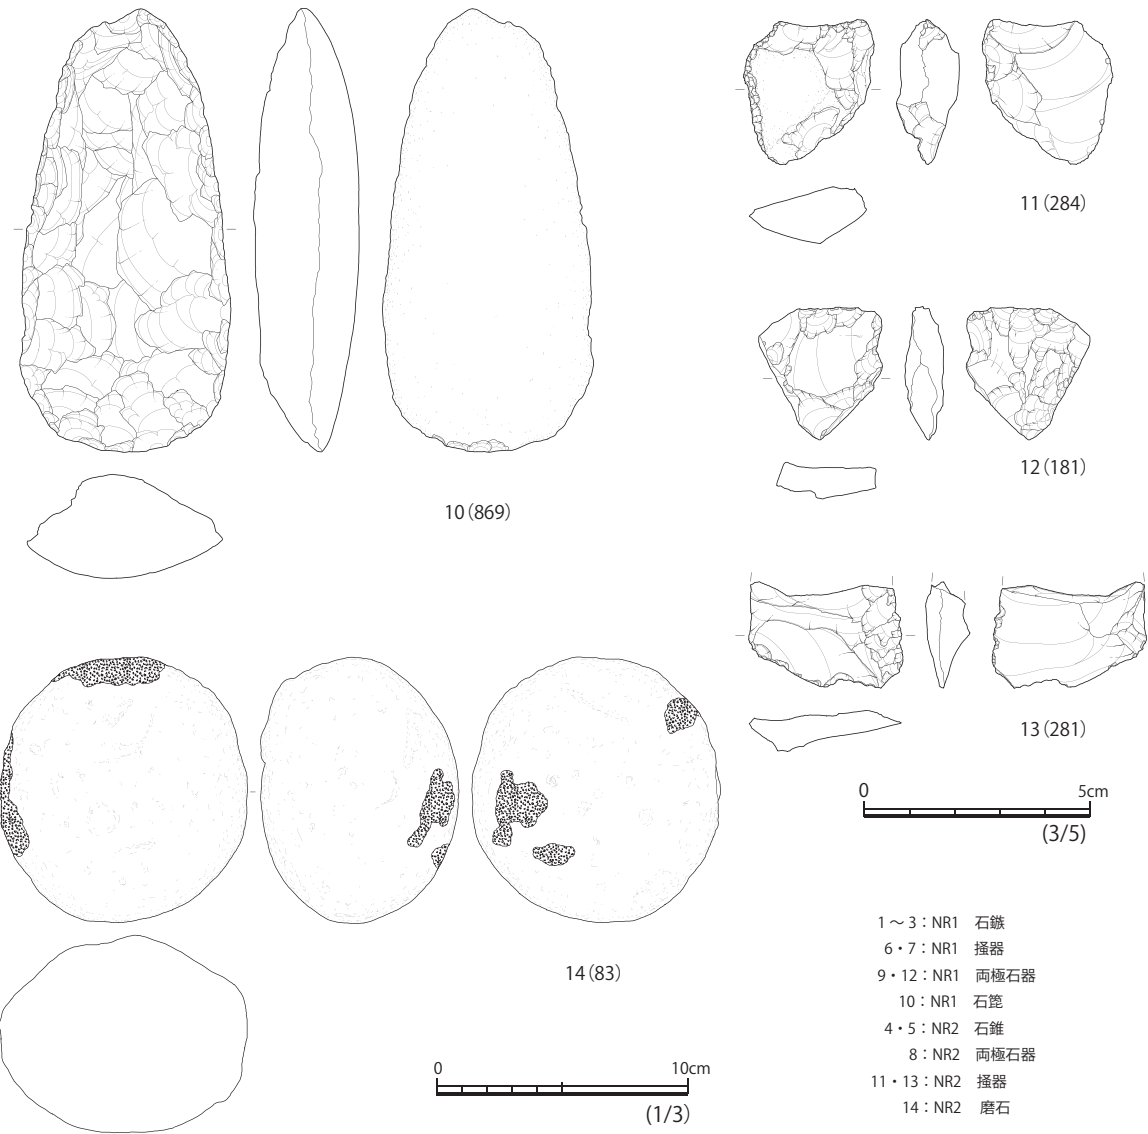 10(869)
11(284)
12(181)
13(281)
0 5cm
(3/5)
14(83)
0 10cm
(1/3)
1～3：NR1 石鏃
6・7：NR1 掻器
9・12：NR1 両極石器
10：NR1 石箆
4・5：NR2 石錐
8：NR2 両極石器
11・13：NR2 掻器
14：NR2 磨石